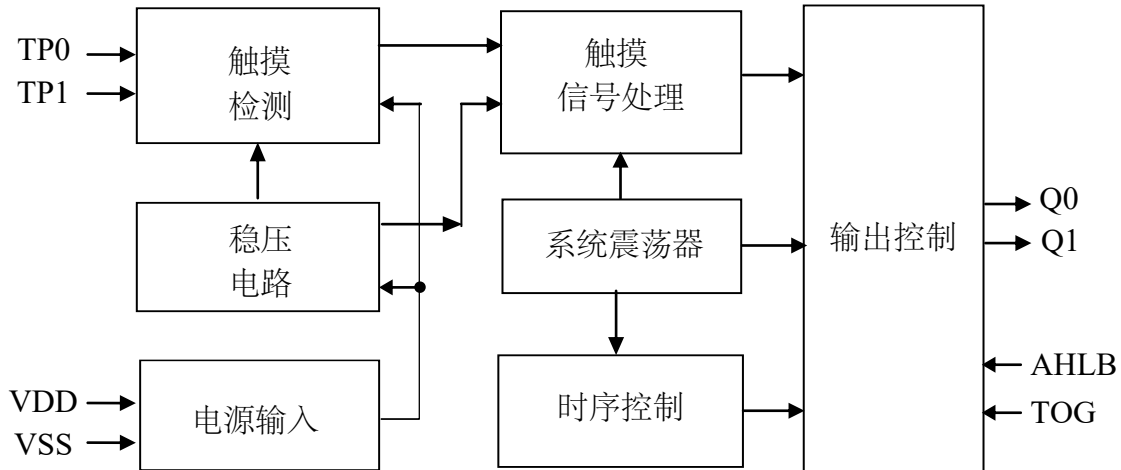 TP0
TP1
触摸
检测
触摸
信号处理
稳压
电路
系统震荡器
输出控制
Q0
Q1
VDD
VSS
电源输入
时序控制
AHLB
TOG